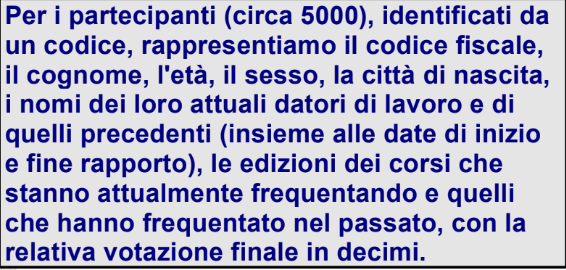 Per i partecipanti (circa 5000), identificati da
un codice, rappresentiamo il codice fiscale,
il cognome, l'età, il sesso, la città di nascita,
i nomi dei loro attuali datori di lavoro e di
quelli precedenti (insieme alle date di inizio
e fine rapporto), le edizioni dei corsi che
stanno attualmente frequentando e quelli
che hanno frequentato nel passato, con la
relativa votazione finale in decimi.